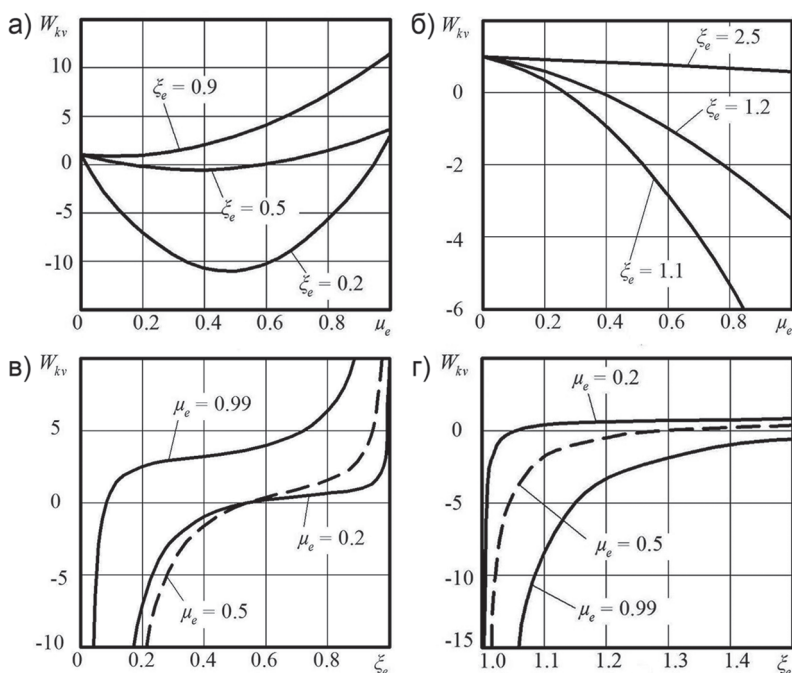 а)
W_kv
10
5
0
-5
-10
ξ_e = 0.9
ξ_e = 0.5
ξ_e = 0.2
0.2 0.4 0.6 0.8 μ_e
б)
W_kv
0
-2
-4
-6
ξ_e = 2.5
ξ_e = 1.2
ξ_e = 1.1
0 0.2 0.4 0.6 0.8 μ_e
в)
W_kv
5
0
-5
-10
μ_e = 0.99
μ_e = 0.2
μ_e = 0.5
0 0.2 0.4 0.6 0.8 ξ_e
г)
W_kv
0
-5
-10
-15
μ_e = 0.2
μ_e = 0.5
μ_e = 0.99
1.0 1.1 1.2 1.3 1.4 ξ_e